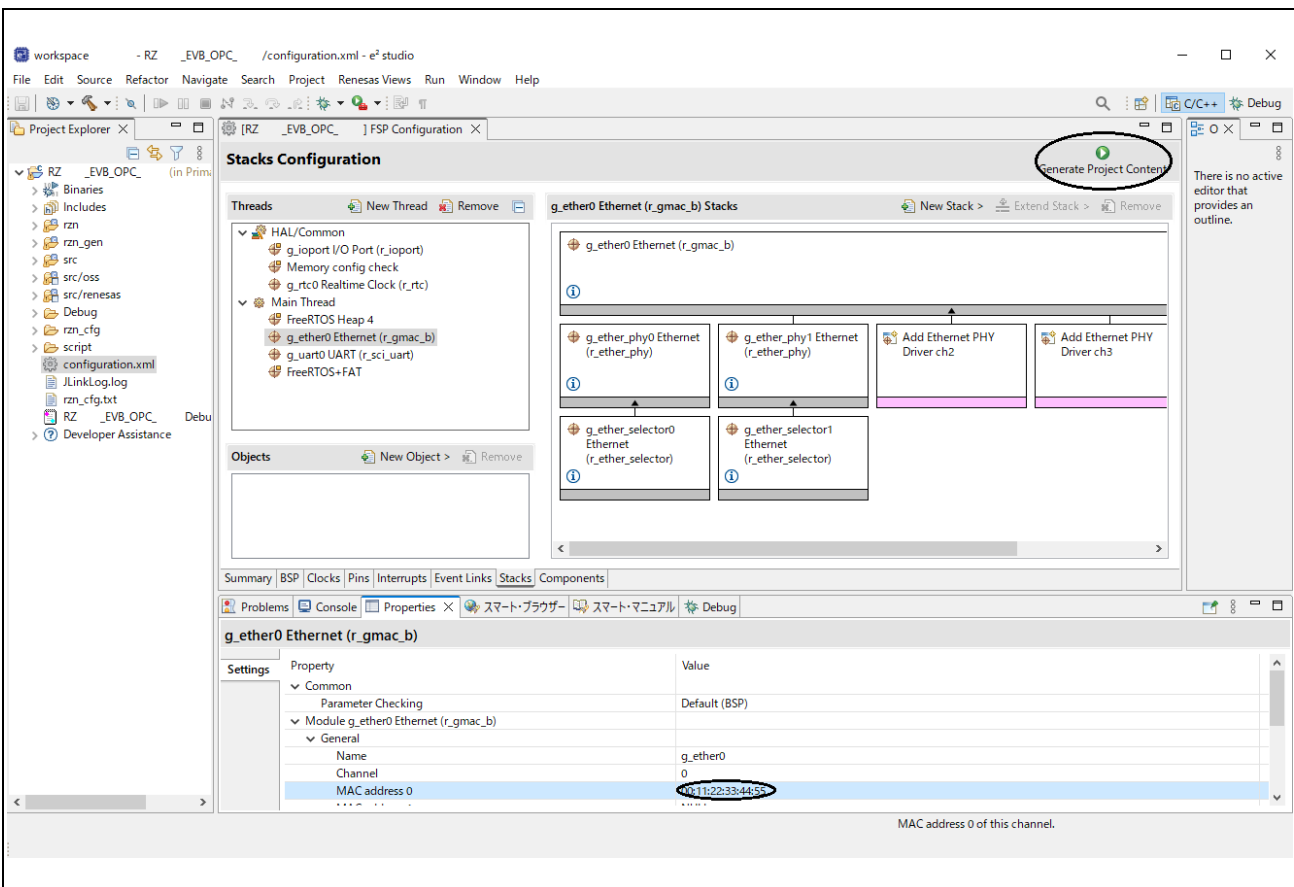 workspace - RZ _EVB_OPC_ /configuration.xml - e² studio
File Edit Source Refactor Navigate Search Project Renesas Views Run Window Help
C/C++ Debug
Project Explorer
RZ _EVB_OPC_ (in Prim
Binaries
Includes
rzn
rzn_gen
src
src/oss
src/renesas
Debug
rzn_cfg
script
configuration.xml
JLinkLog.log
rzn_cfg.txt
RZ _EVB_OPC_ Debu
Developer Assistance
[RZ _EVB_OPC_ ] FSP Configuration
Stacks Configuration
Generate Project Content
Threads
New Thread Remove
HAL/Common
g_ioport I/O Port (r_ioport)
Memory config check
g_rtc0 Realtime Clock (r_rtc)
Main Thread
FreeRTOS Heap 4
g_ether0 Ethernet (r_gmac_b)
g_uart0 UART (r_sci_uart)
FreeRTOS+FAT
Objects
New Object > Remove
g_ether0 Ethernet (r_gmac_b) Stacks
New Stack > Extend Stack > Remove
g_ether0 Ethernet (r_gmac_b)
g_ether_phy0 Ethernet
(r_ether_phy)
g_ether_phy1 Ethernet
(r_ether_phy)
Add Ethernet PHY
Driver ch2
Add Ethernet PHY
Driver ch3
g_ether_selector0
Ethernet
(r_ether_selector)
g_ether_selector1
Ethernet
(r_ether_selector)
Summary BSP Clocks Pins Interrupts Event Links Stacks Components
O
There is no active
editor that
provides an
outline.
Problems Console Properties スマート・ブラウザー スマート・マニュアル Debug
g_ether0 Ethernet (r_gmac_b)
Settings
Property Value
Common
Parameter Checking Default (BSP)
Module g_ether0 Ethernet (r_gmac_b)
General
Name g_ether0
Channel 0
MAC address 0 00:11:22:33:44:55
MAC address 0 of this channel.